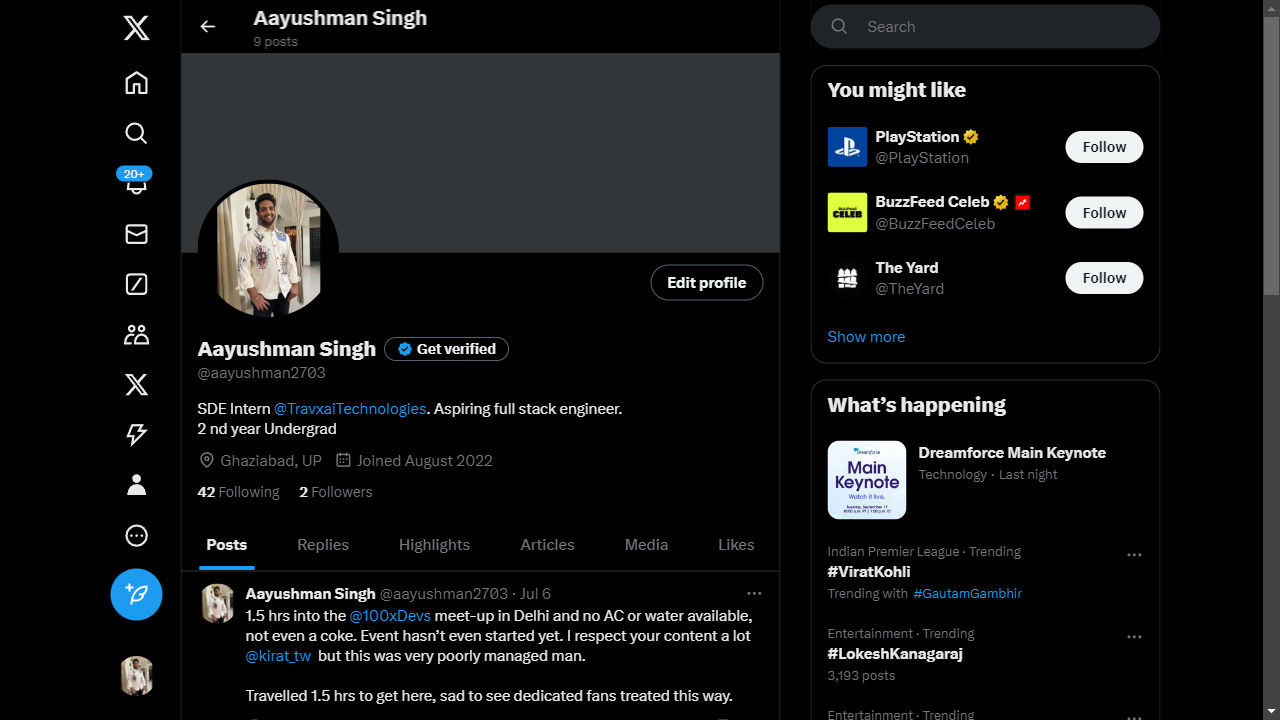 Aayushman Singh
9 posts
20+
Edit profile
Aayushman Singh Get verified
@aayushman2703
SDE Intern @TravxaiTechnologies. Aspiring full stack engineer.
2 nd year Undergrad
Ghaziabad, UP Joined August 2022
42 Following 2 Followers
Posts Replies Highlights Articles Media Likes
Aayushman Singh @aayushman2703 · Jul 6
1.5 hrs into the @100xDevs meet-up in Delhi and no AC or water available,
not even a coke. Event hasn't even started yet. I respect your content a lot
@kirat_tw but this was very poorly managed man.
Travelled 1.5 hrs to get here, sad to see dedicated fans treated this way.
Search
You might like
PlayStation
@PlayStation
Follow
BuzzFeed CELEB
BuzzFeed Celeb
@BuzzFeedCeleb
Follow
The Yard
@TheYard
Follow
Show more
What's happening
Dreamforce
Main
Keynote
Watch it live.
Tuesday, September 17
Dreamforce Main Keynote
Technology · Last night
Indian Premier League · Trending
#ViratKohli
Trending with #GautamGambhir
Entertainment · Trending
#LokeshKanagaraj
3,193 posts
Entertainment · Trending